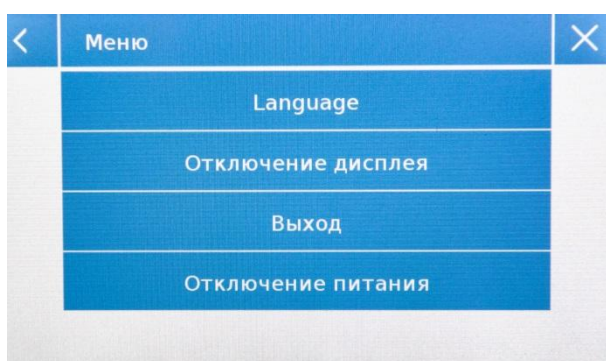 Меню
Language
Отключение дисплея
Выход
Отключение питания